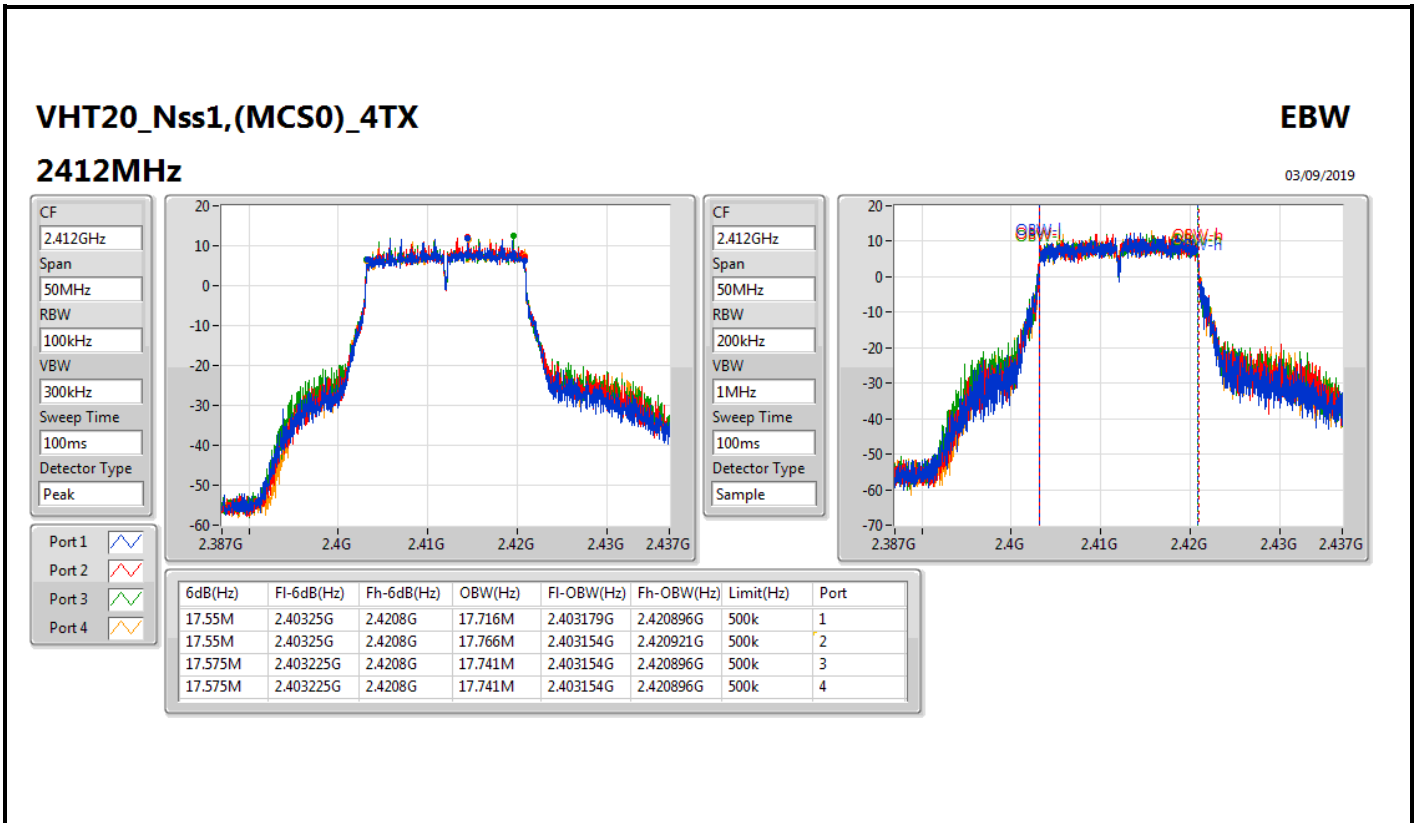 VHT20_Nss1,(MCS0)_4TX EBW
2412MHz 03/09/2019
CF
2.412GHz
Span
50MHz
RBW
100kHz
VBW
300kHz
Sweep Time
100ms
Detector Type
Peak
20
10
0
-10
-20
-30
-40
-50
-60
2.387G 2.4G 2.41G 2.42G 2.43G 2.437G
CF
2.412GHz
Span
50MHz
RBW
200kHz
VBW
1MHz
Sweep Time
100ms
Detector Type
Sample
20
10
0
-10
-20
-30
-40
-50
-60
-70
OBW-l OBW-h
2.387G 2.4G 2.41G 2.42G 2.43G 2.437G
Port 1
Port 2
Port 3
Port 4
6dB(Hz) Fl-6dB(Hz) Fh-6dB(Hz) OBW(Hz) Fl-OBW(Hz) Fh-OBW(Hz) Limit(Hz) Port
17.55M 2.40325G 2.4208G 17.716M 2.403179G 2.420896G 500k 1
17.55M 2.40325G 2.4208G 17.766M 2.403154G 2.420921G 500k 2
17.575M 2.403225G 2.4208G 17.741M 2.403154G 2.420896G 500k 3
17.575M 2.403225G 2.4208G 17.741M 2.403154G 2.420896G 500k 4